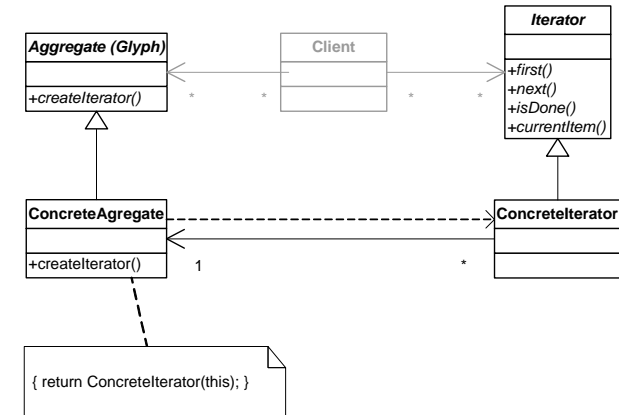 Iterator
Aggregate (Glyph)
Client
+first()
+next()
+isDone()
+currentItem()
+createIterator()
* * * *
ConcreteAgregate
ConcreteIterator
+createIterator()
1 *
{ return ConcreteIterator(this); }